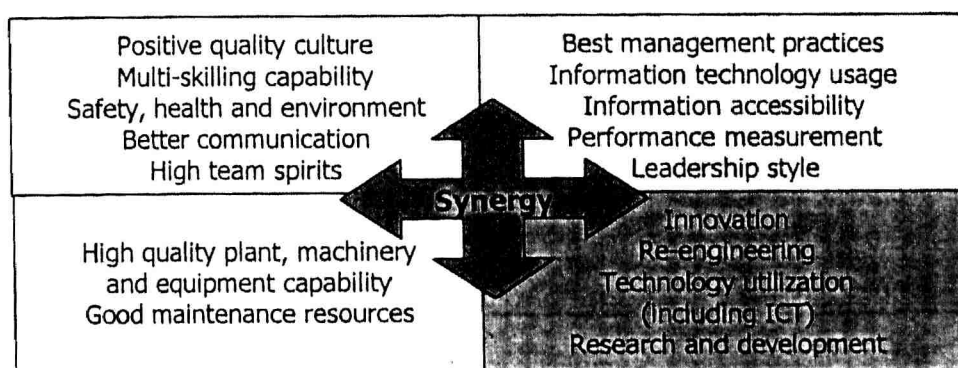 Positive quality culture
Multi-skilling capability
Safety, health and environment
Better communication
High team spirits
Best management practices
Information technology usage
Information accessibility
Performance measurement
Leadership style
Synergy
High quality plant, machinery
and equipment capability
Good maintenance resources
Innovation
Re-engineering
Technology utilization
(including ICT)
Research and development